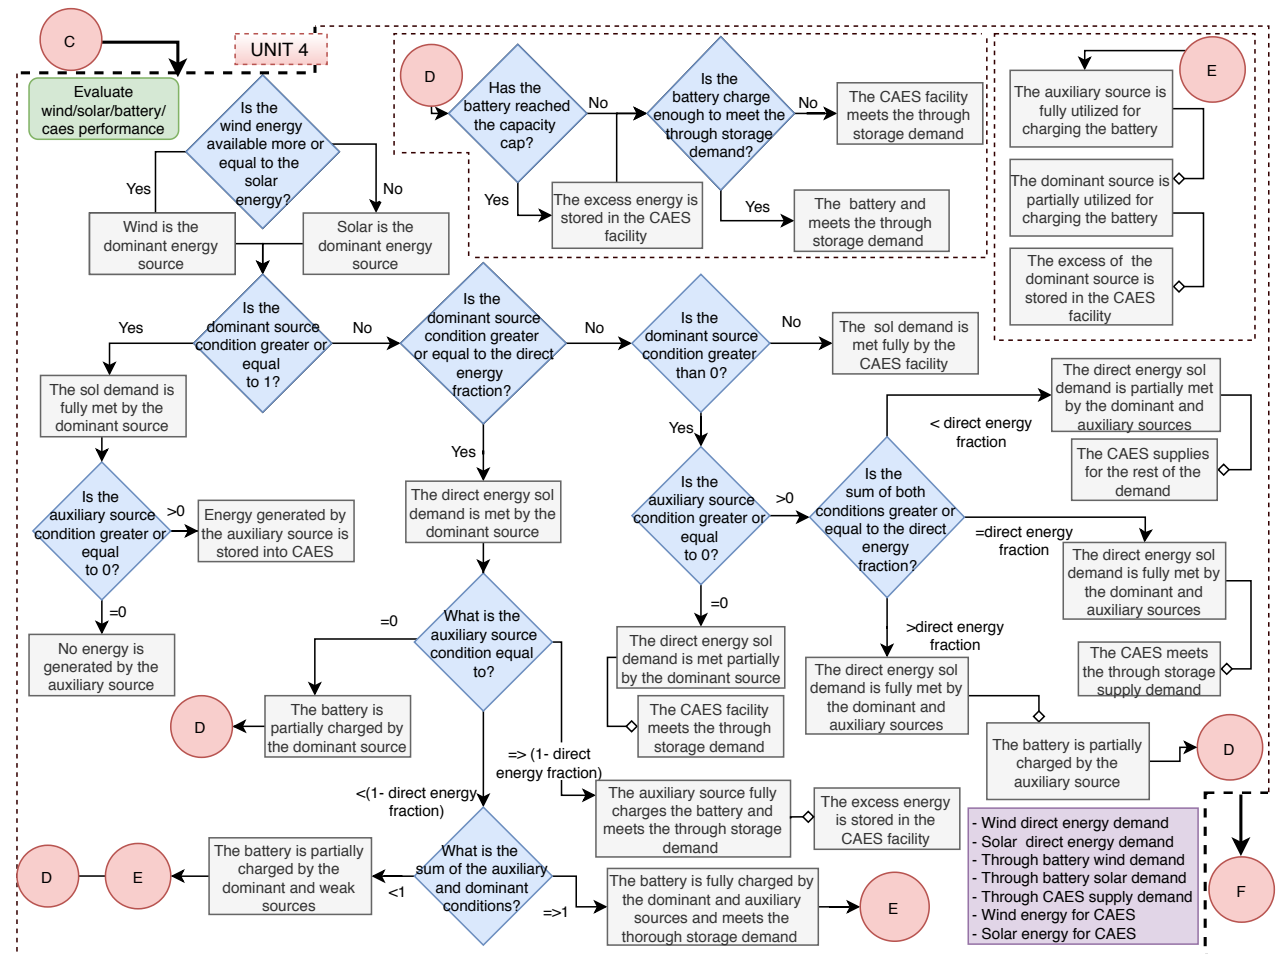 C
UNIT 4
Evaluate
wind/solar/battery/
caes performance
Is the
wind energy
available more or
equal to the
solar
energy?
Yes
No
Wind is the
dominant energy
source
Solar is the
dominant energy
source
D
Has the
battery reached
the capacity
cap?
No
Yes
The excess energy is
stored in the CAES
facility
Is the
battery charge
enough to meet the
through storage
demand?
No
The CAES facility
meets the through
storage demand
Yes
The  battery and
meets the through
storage demand
E
The auxiliary source is
fully utilized for
charging the battery
The dominant source is
partially utilized for
charging the battery
The excess of  the
dominant source is
stored in the CAES
facility
Is the
dominant source
condition greater or
equal
to 1?
Yes
No
Is the
dominant source
condition greater
or equal to the direct
energy
fraction?
No
Yes
Is the
dominant source
condition greater
than 0?
No
Yes
The  sol demand is
met fully by the
CAES facility
The sol demand is
fully met by the
dominant source
Is the
auxiliary source
condition greater or
equal
to 0?
>0
Energy generated by
the auxiliary source is
stored into CAES
=0
No energy is
generated by the
auxiliary source
The direct energy sol
demand is met by the
dominant source
What is the
auxiliary source
condition equal
to?
=0
The battery is
partially charged by
the dominant source
D
=> (1- direct
energy fraction)
<(1- direct energy
fraction)
The auxiliary source fully
charges the battery and
meets the through storage
demand
The excess energy
is stored in the
CAES facility
What is the
sum of the auxiliary
and dominant
conditions?
<1
The battery is partially
charged by the
dominant and weak
sources
E
D
=>1
The battery is fully charged by
the dominant and auxiliary
sources and meets the
thorough storage demand
E
Is the
auxiliary source
condition greater or
equal
to 0?
>0
=0
The direct energy sol
demand is met partially
by the dominant source
The CAES facility
meets the through
storage demand
Is the
sum of both
conditions greater or
equal to the direct
energy
fraction?
< direct energy
fraction
The direct energy sol
demand is partially met
by the dominant and
auxiliary sources
The CAES supplies
for the rest of the
demand
=direct energy
fraction
The direct energy sol
demand is fully met by
the dominant and
auxiliary sources
The CAES meets
the through storage
supply demand
>direct energy
fraction
The direct energy sol
demand is fully met by
the dominant and
auxiliary sources
The battery is partially
charged by the
auxiliary source
D
- Wind direct energy demand
- Solar  direct energy demand
- Through battery wind demand
- Through battery solar demand
- Through CAES supply demand
- Wind energy for CAES
- Solar energy for CAES
F